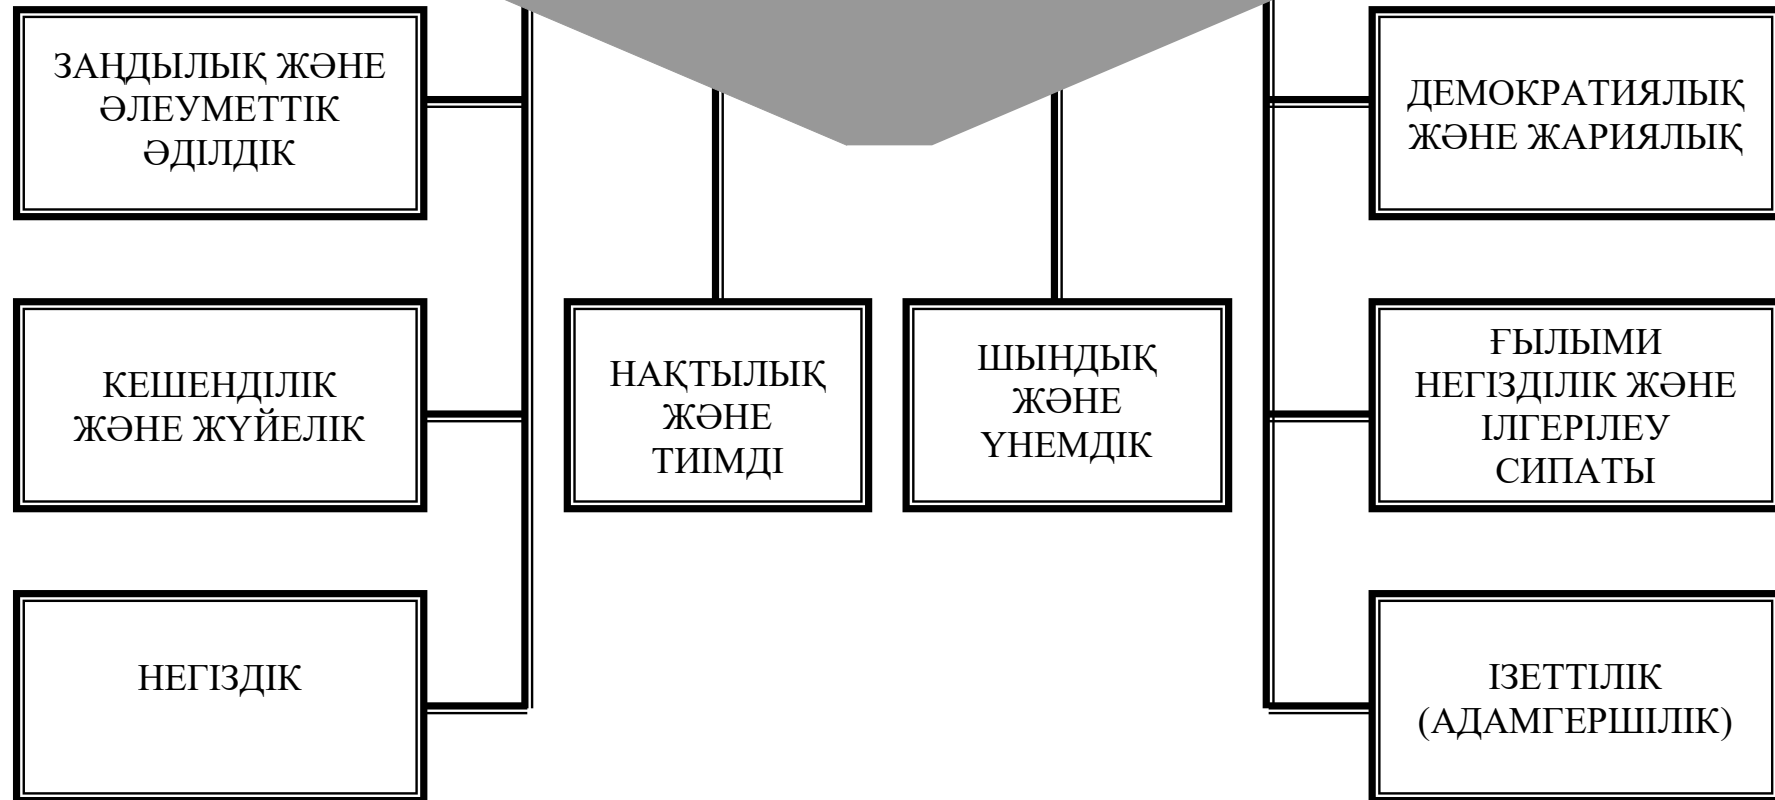 ЗАҢДЫЛЫҚ ЖӘНЕ
ӘЛЕУМЕТТІК
ӘДІЛДІК
ДЕМОКРАТИЯЛЫҚ
ЖӘНЕ ЖАРИЯЛЫҚ
КЕШЕНДІЛІК
ЖӘНЕ ЖҮЙЕЛІК
НАҚТЫЛЫҚ
ЖӘНЕ
ТИІМДІ
ШЫНДЫҚ
ЖӘНЕ
ҮНЕМДІК
ҒЫЛЫМИ
НЕГІЗДІЛІК ЖӘНЕ
ІЛГЕРІЛЕУ
СИПАТЫ
НЕГІЗДІК
ІЗЕТТІЛІК
(АДАМГЕРШІЛІК)